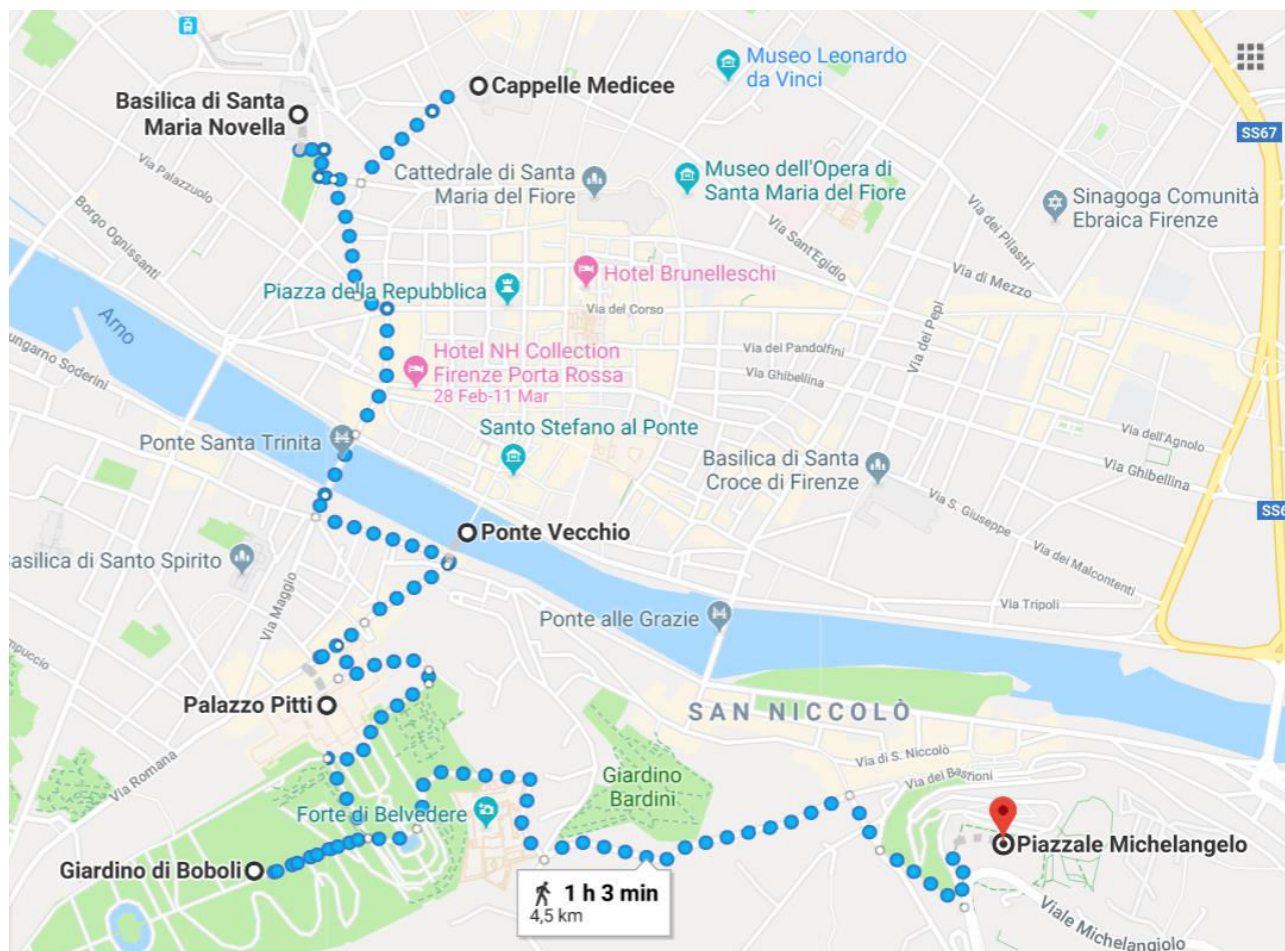 Museo Leonardo
da Vinci
Cappelle Medicee
Basilica di Santa
Maria Novella
SS67
Via Palazzuolo
Cattedrale di Santa
Maria del Fiore
Museo dell'Opera di
Santa Maria del Fiore
Sinagoga Comunità
Ebraica Firenze
Borgo Ognissanti
Via Sant'Egidio
Via dei Pilastri
Via di Mezzo
Hotel Brunelleschi
Piazza della Repubblica
Via del Corso
Arno
ungarno Soderini
Via dei Pepi
Via dei Pandolfini
Hotel NH Collection
Firenze Porta Rossa
28 Feb-11 Mar
Via Ghibellina
Santo Stefano al Ponte
Ponte Santa Trinita
Via dell'Agnolo
Via Ghibellina
Basilica di Santa
Croce di Firenze
Via S. Giuseppe
SS6
Ponte Vecchio
asilica di Santo Spirito
Via dei Malcontenti
Via Maggio
Via Tripoli
Ponte alle Grazie
mpuccio
Palazzo Pitti
SAN NICCOLÒ
Via di S. Niccolò
Via Romana
Via dei Bastioni
Giardino
Bardini
Forte di Belvedere
Piazzale Michelangelo
Giardino di Boboli
1 h 3 min
4,5 km
Viale Michelangiolo